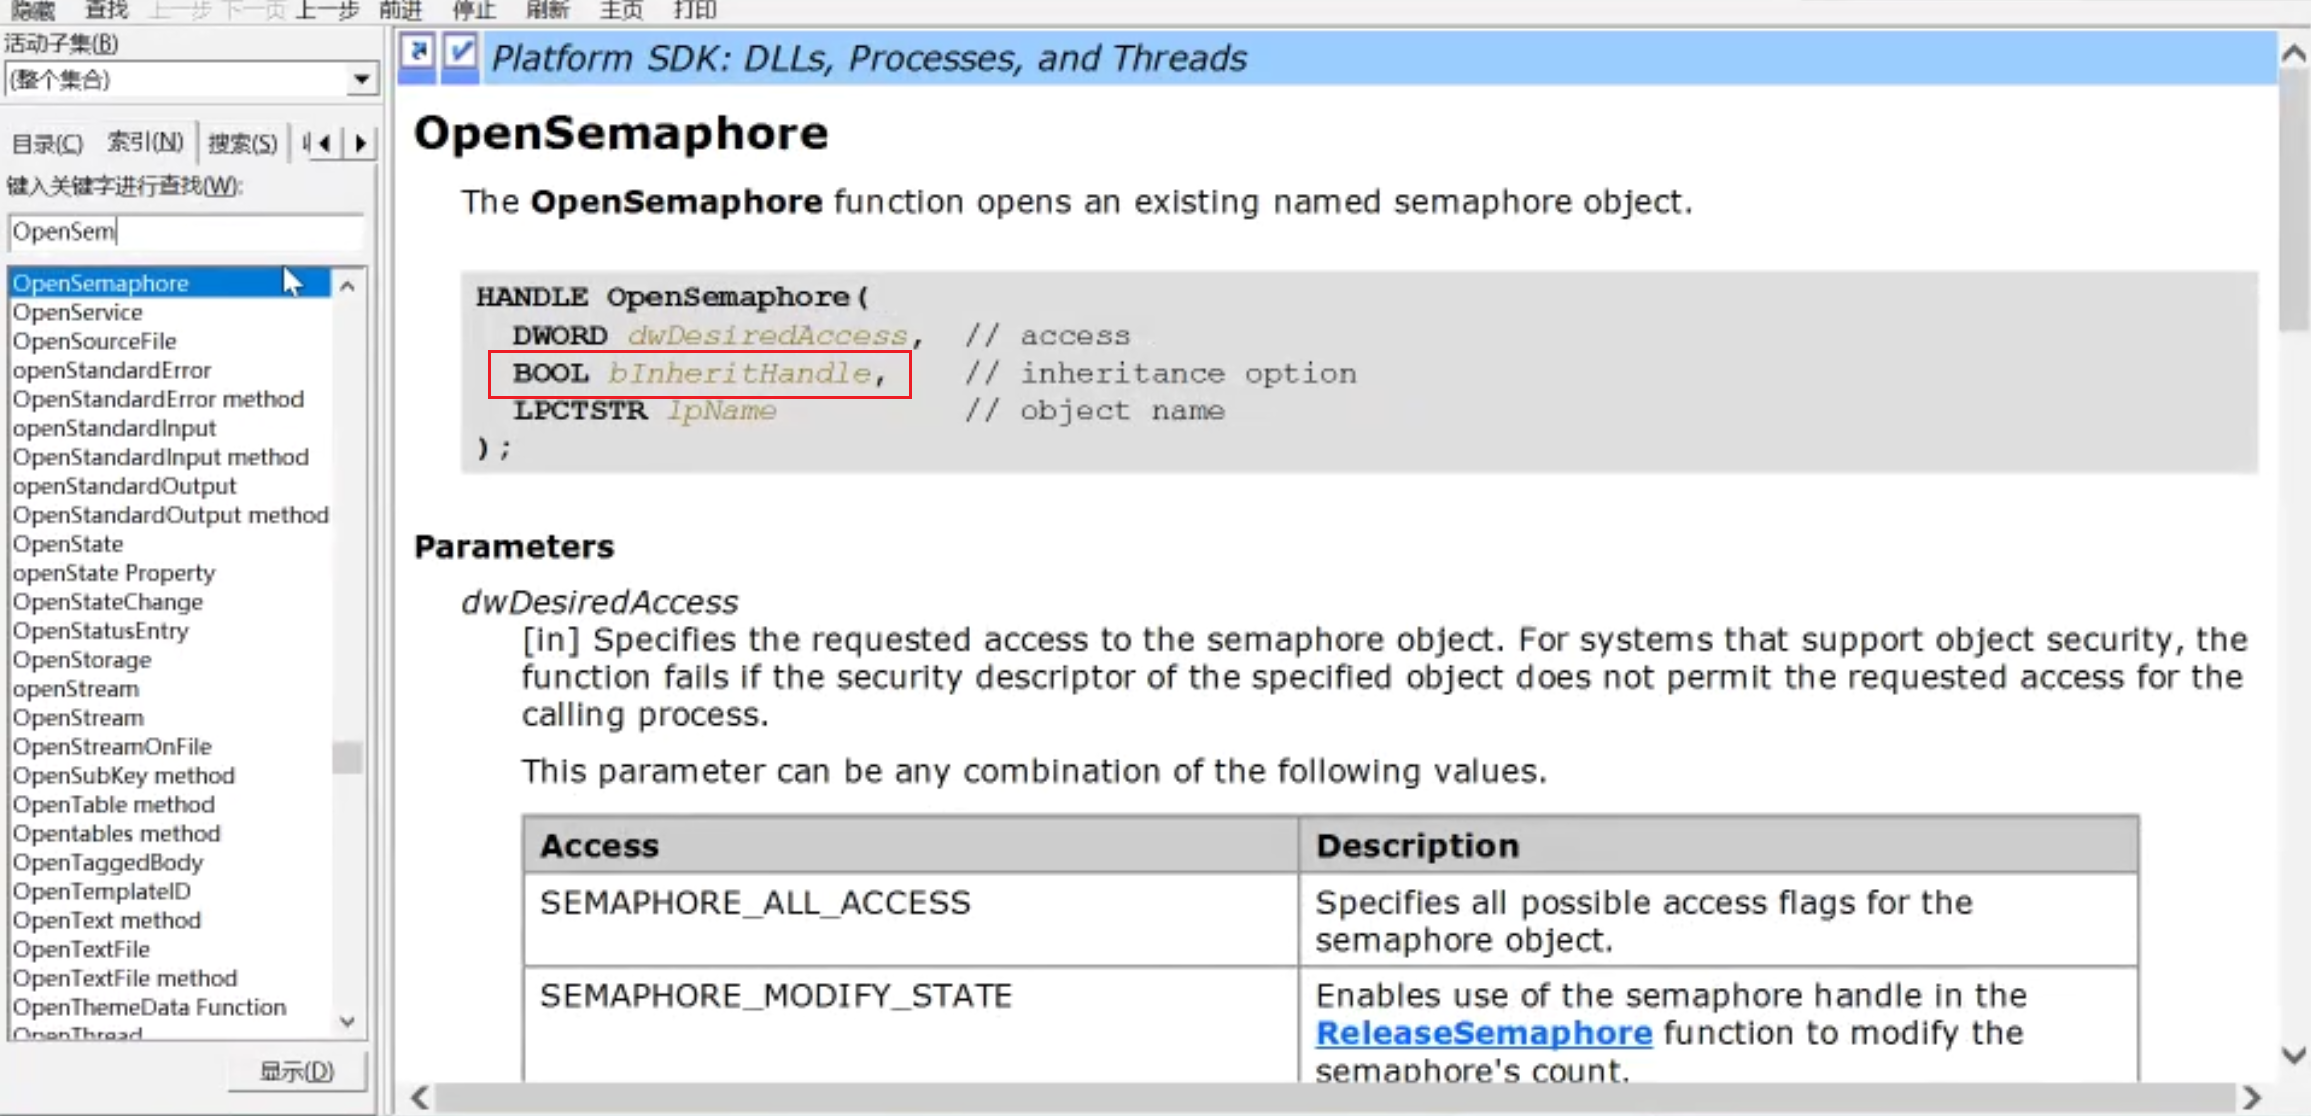 隐藏 查找 上一步 下一页 上一步 前进 停止 刷新 主页 打印
活动子集(B)
(整个集合)
目录(C) 索引(N) 搜索(S)
键入关键字进行查找(W):
OpenSem
OpenSemaphore
OpenService
OpenSourceFile
openStandardError
OpenStandardError method
openStandardInput
OpenStandardInput method
openStandardOutput
OpenStandardOutput method
OpenState
openState Property
OpenStateChange
OpenStatusEntry
OpenStorage
openStream
OpenStream
OpenStreamOnFile
OpenSubKey method
OpenTable method
Opentables method
OpenTaggedBody
OpenTemplateID
OpenText method
OpenTextFile
OpenTextFile method
OpenThemeData Function
OpenThread
显示(D)
Platform SDK: DLLs, Processes, and Threads
OpenSemaphore
The OpenSemaphore function opens an existing named semaphore object.
HANDLE OpenSemaphore(
DWORD dwDesiredAccess, // access
BOOL bInheritHandle, // inheritance option
LPCTSTR lpName // object name
);
Parameters
dwDesiredAccess
[in] Specifies the requested access to the semaphore object. For systems that support object security, the
function fails if the security descriptor of the specified object does not permit the requested access for the
calling process.
This parameter can be any combination of the following values.
Access Description
SEMAPHORE_ALL_ACCESS Specifies all possible access flags for the
semaphore object.
SEMAPHORE_MODIFY_STATE Enables use of the semaphore handle in the
ReleaseSemaphore function to modify the
semaphore's count.